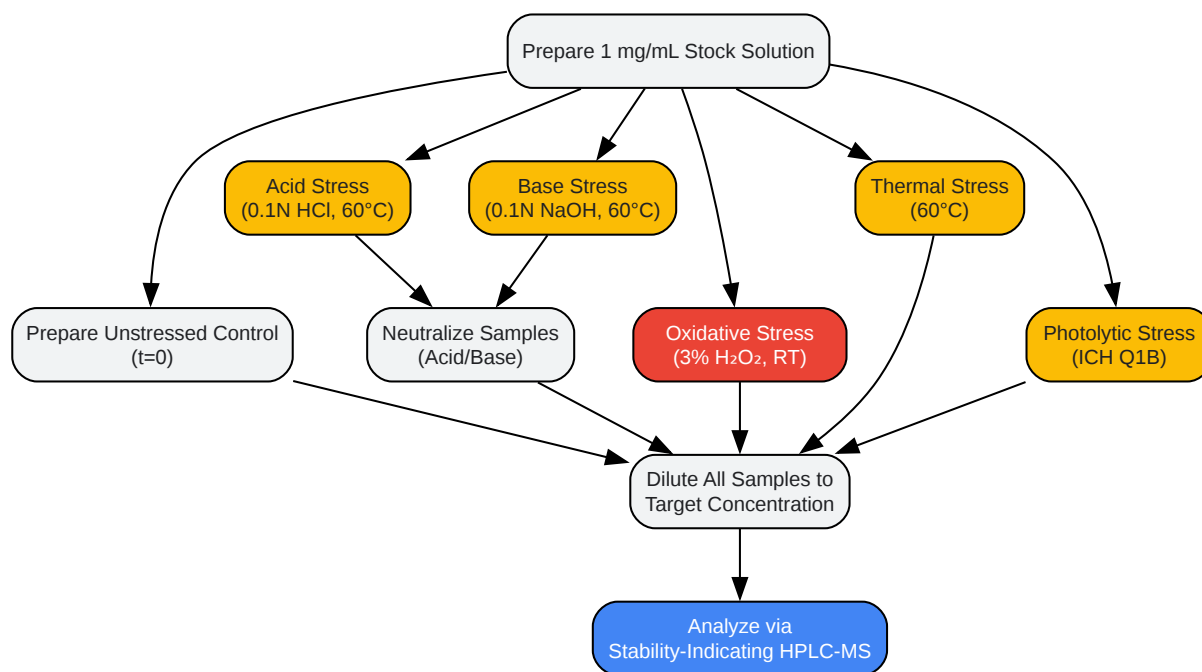 Prepare 1 mg/mL Stock Solution
Acid Stress
(0.1N HCl, 60°C)
Base Stress
(0.1N NaOH, 60°C)
Thermal Stress
(60°C)
Prepare Unstressed Control
(t=0)
Neutralize Samples
(Acid/Base)
Oxidative Stress
(3% H₂O₂, RT)
Photolytic Stress
(ICH Q1B)
Dilute All Samples to
Target Concentration
Analyze via
Stability-Indicating HPLC-MS